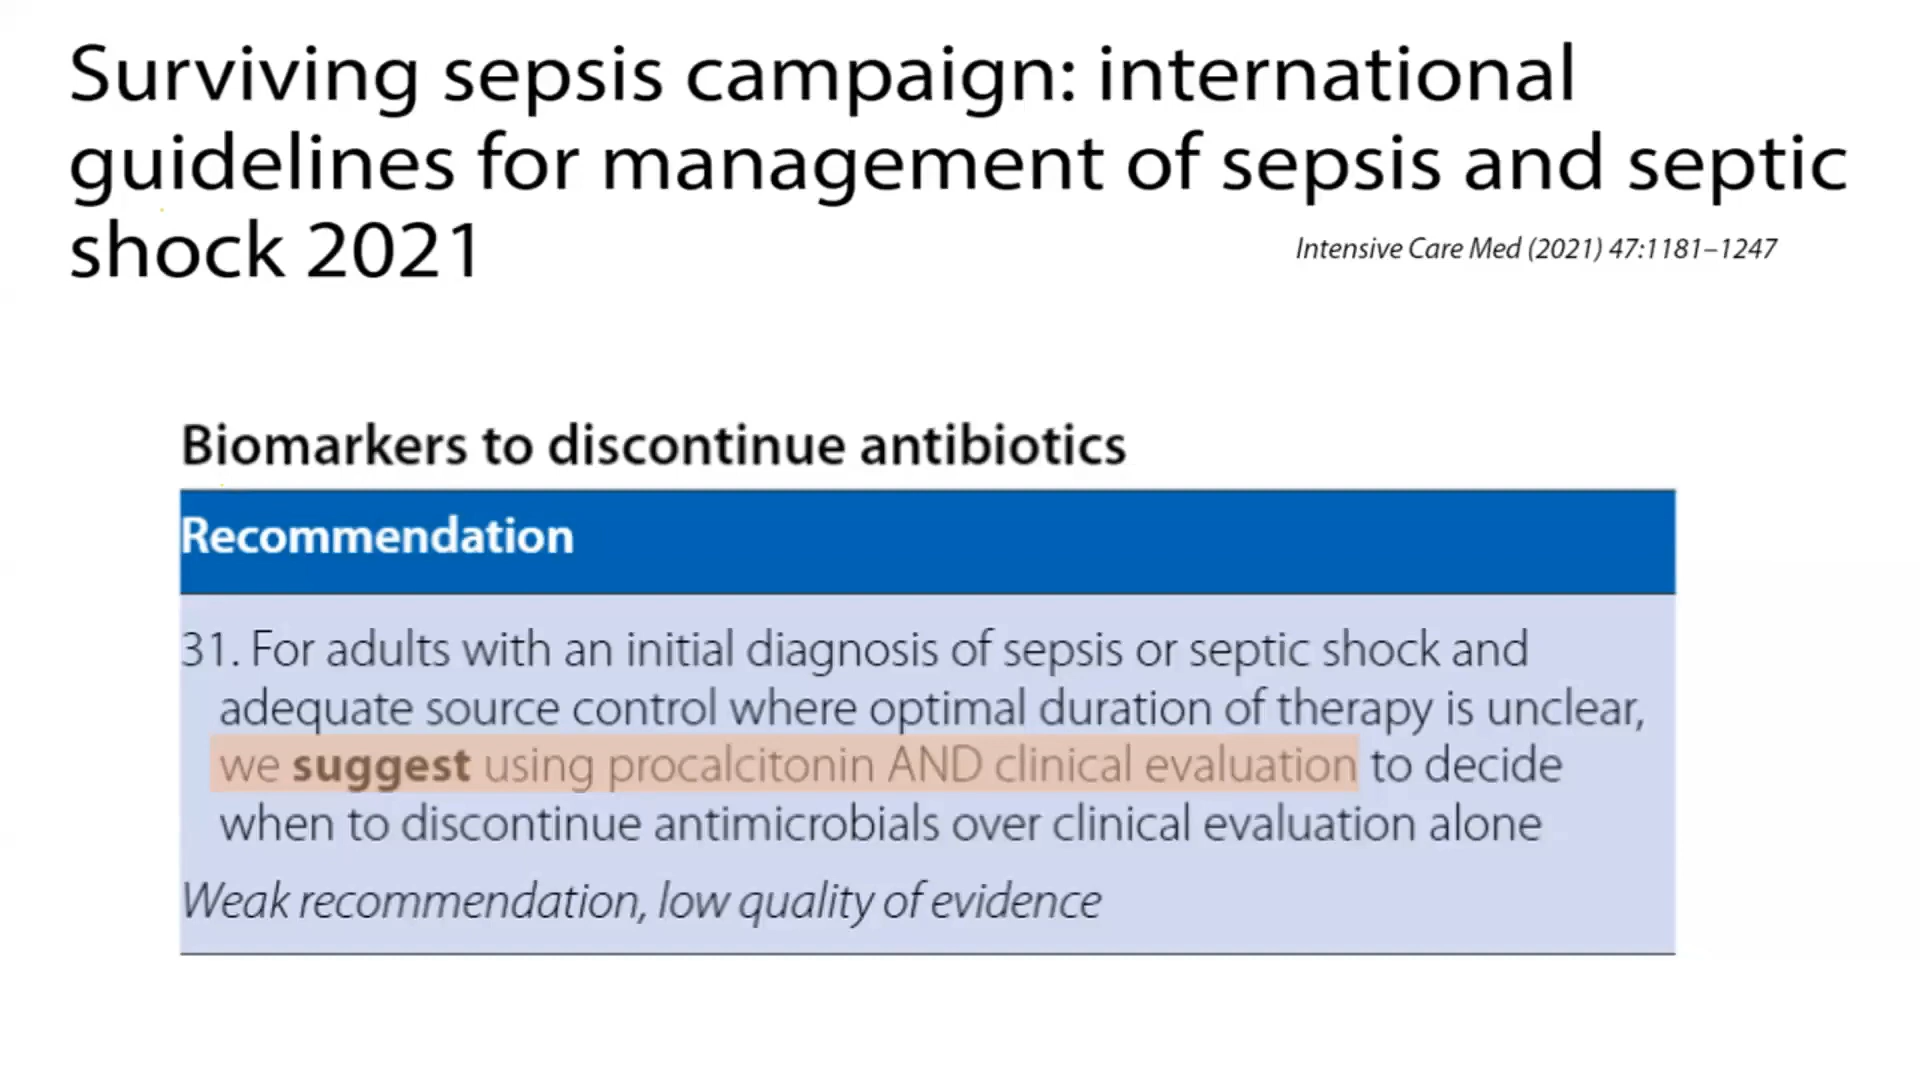 Surviving sepsis campaign: international
guidelines for management of sepsis and septic
shock 2021
Intensive Care Med (2021) 47:1181–1247
Biomarkers to discontinue antibiotics
Recommendation
31. For adults with an initial diagnosis of sepsis or septic shock and
adequate source control where optimal duration of therapy is unclear,
we suggest using procalcitonin AND clinical evaluation to decide
when to discontinue antimicrobials over clinical evaluation alone
Weak recommendation, low quality of evidence